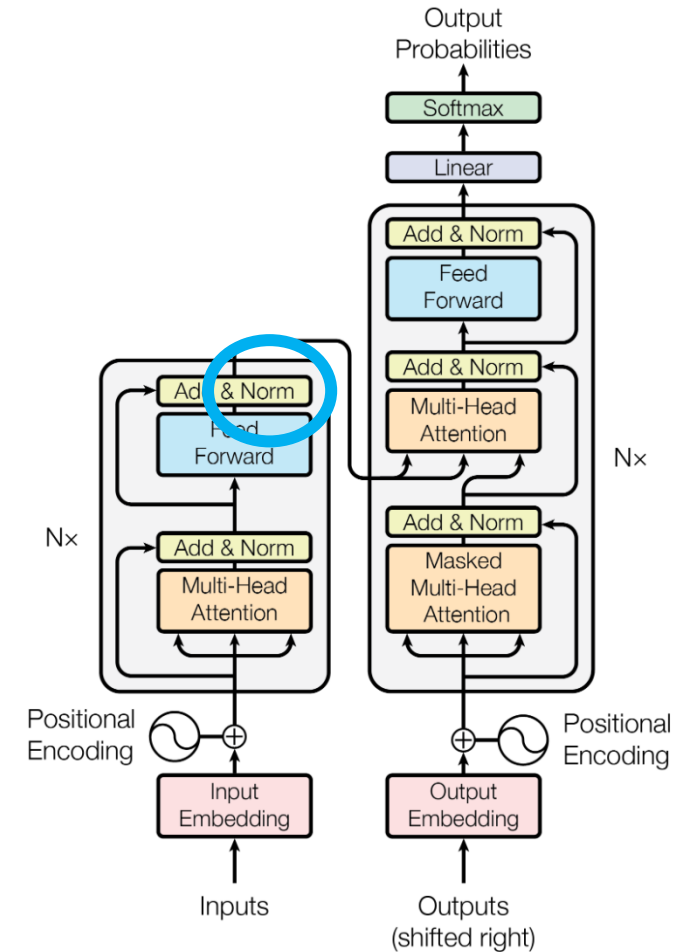 Output
Probabilities
Softmax
Linear
Add & Norm
Feed
Forward
Add & Norm
Multi-Head
Attention
Add & Norm
Masked
Multi-Head
Attention
Nx
Add & Norm
Feed
Forward
Add & Norm
Multi-Head
Attention
Nx
Positional
Encoding
Input
Embedding
Inputs
Positional
Encoding
Output
Embedding
Outputs
(shifted right)